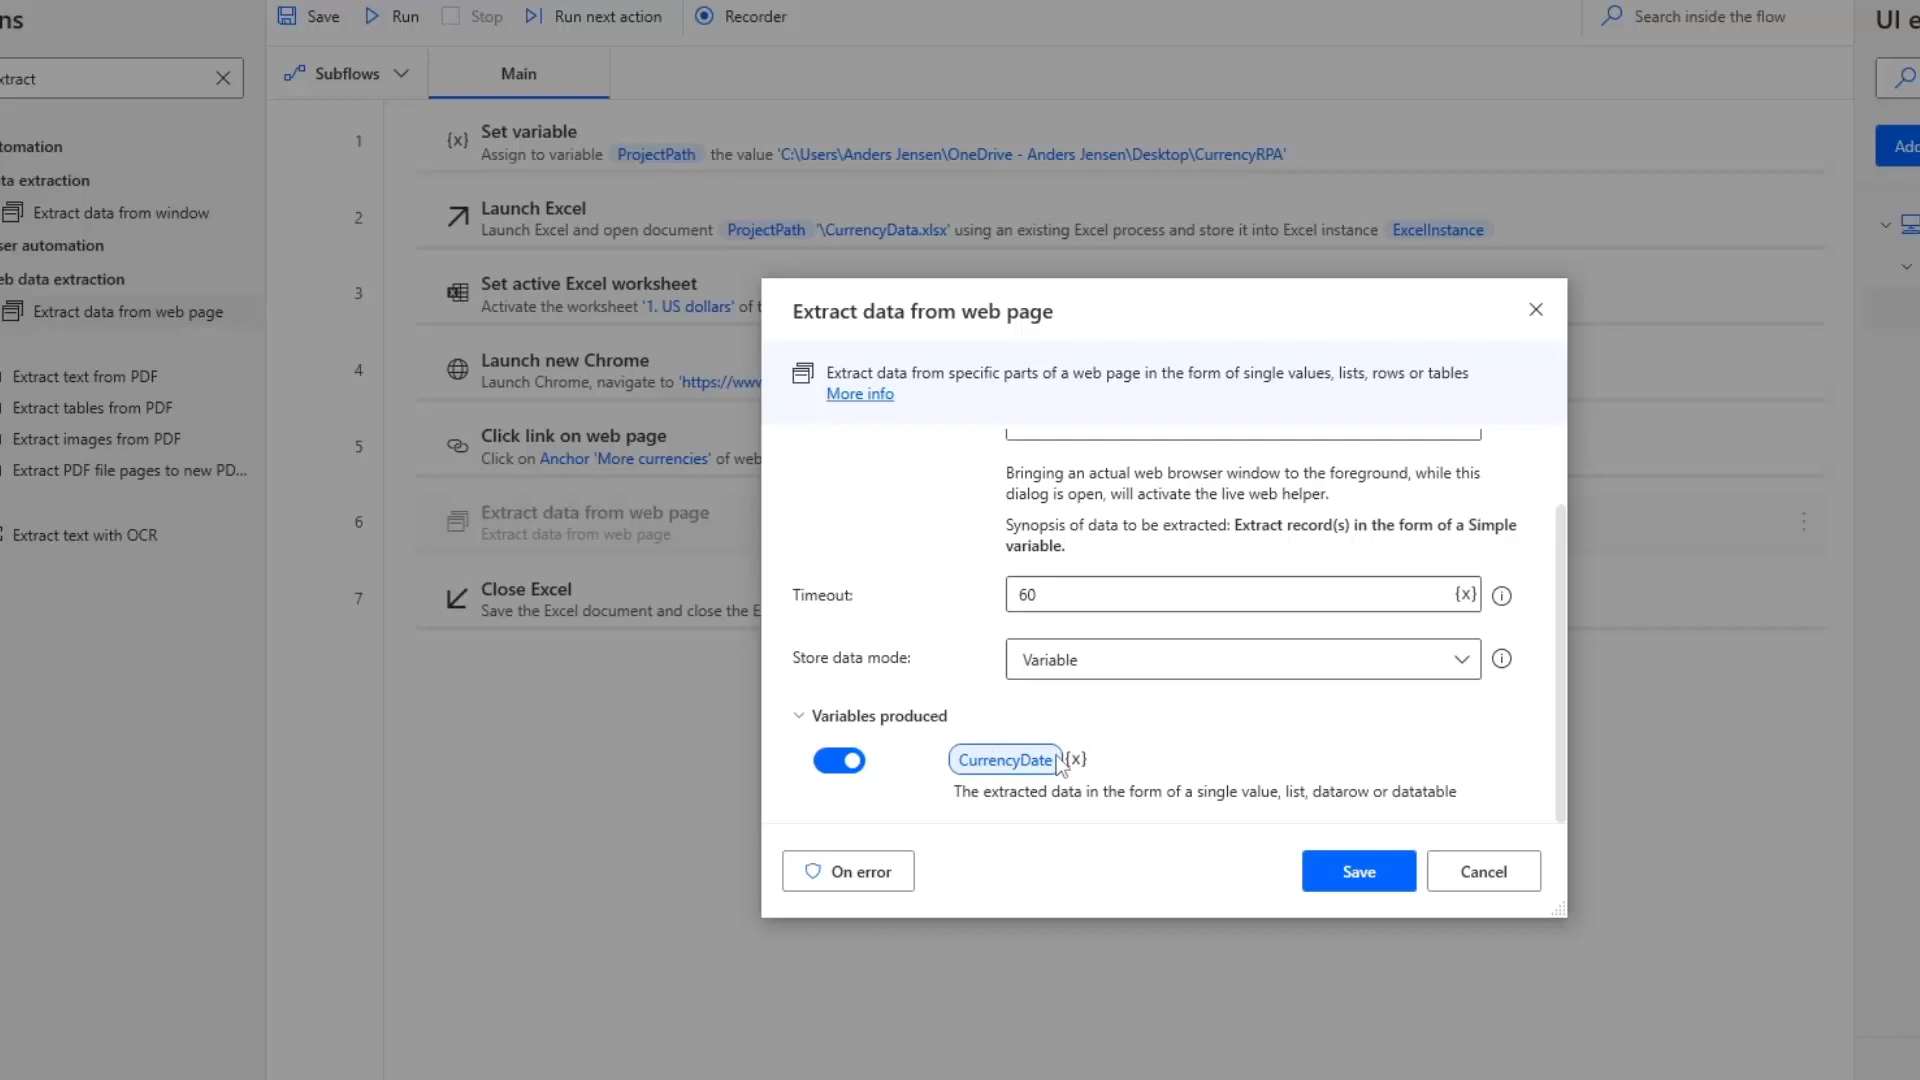 ns
Save
Run
Stop
Run next action
Recorder
Search inside the flow
UI e
xtract
Subflows
Main
Add
tomation
ta extraction
Extract data from window
ser automation
eb data extraction
Extract data from web page
Extract text from PDF
Extract tables from PDF
Extract images from PDF
Extract PDF file pages to new PD...
Extract text with OCR
1
{x}
Set variable
Assign to variable ProjectPath the value 'C:\Users\Anders Jensen\OneDrive - Anders Jensen\Desktop\CurrencyRPA'
2
Launch Excel
Launch Excel and open document ProjectPath '\CurrencyData.xlsx' using an existing Excel process and store it into Excel instance ExcelInstance
3
Set active Excel worksheet
Activate the worksheet '1. US dollars' of t
4
Launch new Chrome
Launch Chrome, navigate to 'https://www
5
Click link on web page
Click on Anchor 'More currencies' of web
6
Extract data from web page
Extract data from web page
7
Close Excel
Save the Excel document and close the E
Extract data from web page
Extract data from specific parts of a web page in the form of single values, lists, rows or tables
More info
Bringing an actual web browser window to the foreground, while this
dialog is open, will activate the live web helper.
Synopsis of data to be extracted: Extract record(s) in the form of a Simple
variable.
Timeout:
60
{x}
Store data mode:
Variable
Variables produced
CurrencyDate {x}
The extracted data in the form of a single value, list, datarow or datatable
On error
Save
Cancel